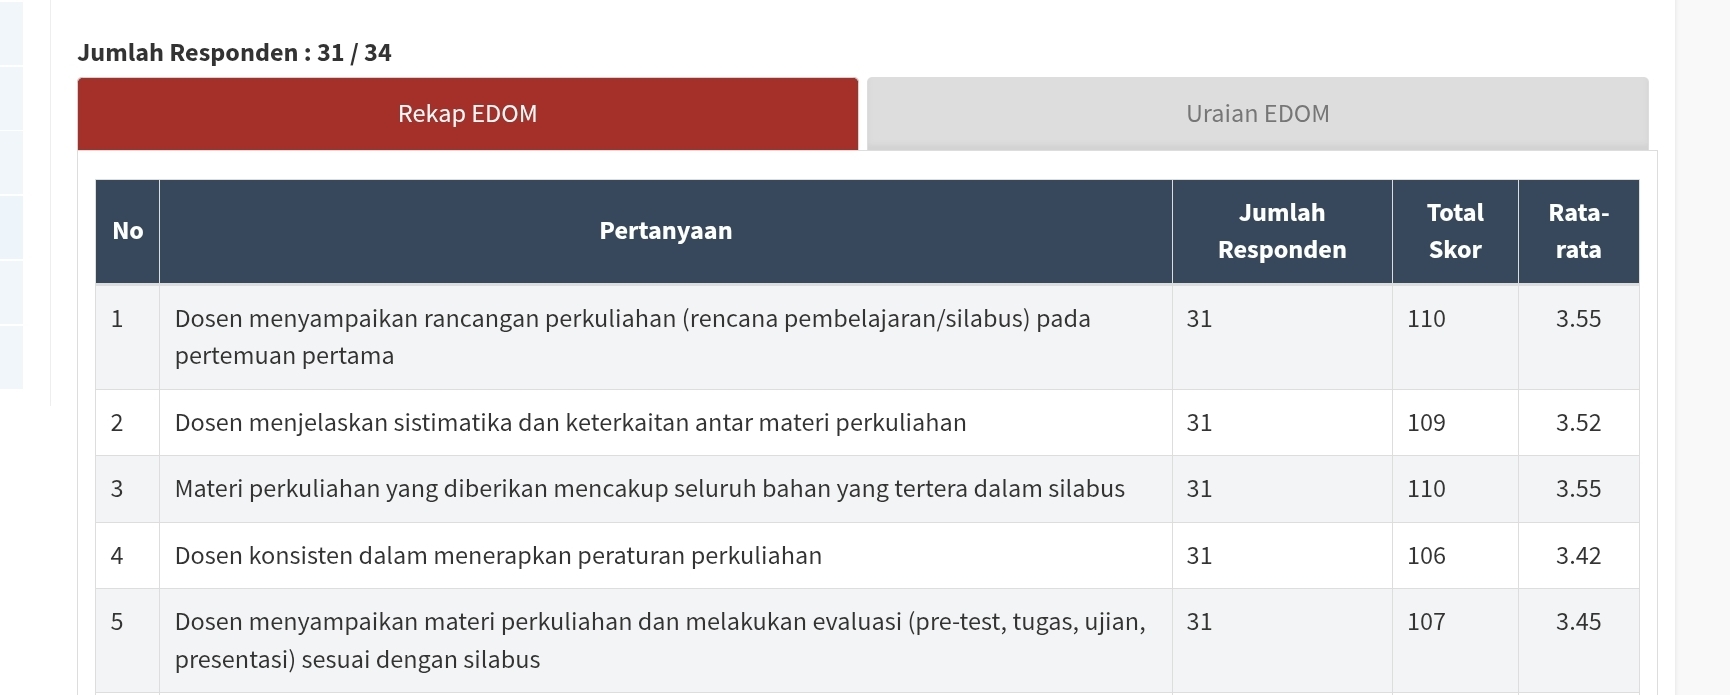 Jumlah Responden : 31 / 34
Rekap EDOM
Uraian EDOM
No
Pertanyaan
Jumlah
Responden
Total
Skor
Rata-
rata
1
Dosen menyampaikan rancangan perkuliahan (rencana pembelajaran/silabus) pada
pertemuan pertama
31
110
3.55
2
Dosen menjelaskan sistimatika dan keterkaitan antar materi perkuliahan
31
109
3.52
3
Materi perkuliahan yang diberikan mencakup seluruh bahan yang tertera dalam silabus
31
110
3.55
4
Dosen konsisten dalam menerapkan peraturan perkuliahan
31
106
3.42
5
Dosen menyampaikan materi perkuliahan dan melakukan evaluasi (pre-test, tugas, ujian,
presentasi) sesuai dengan silabus
31
107
3.45